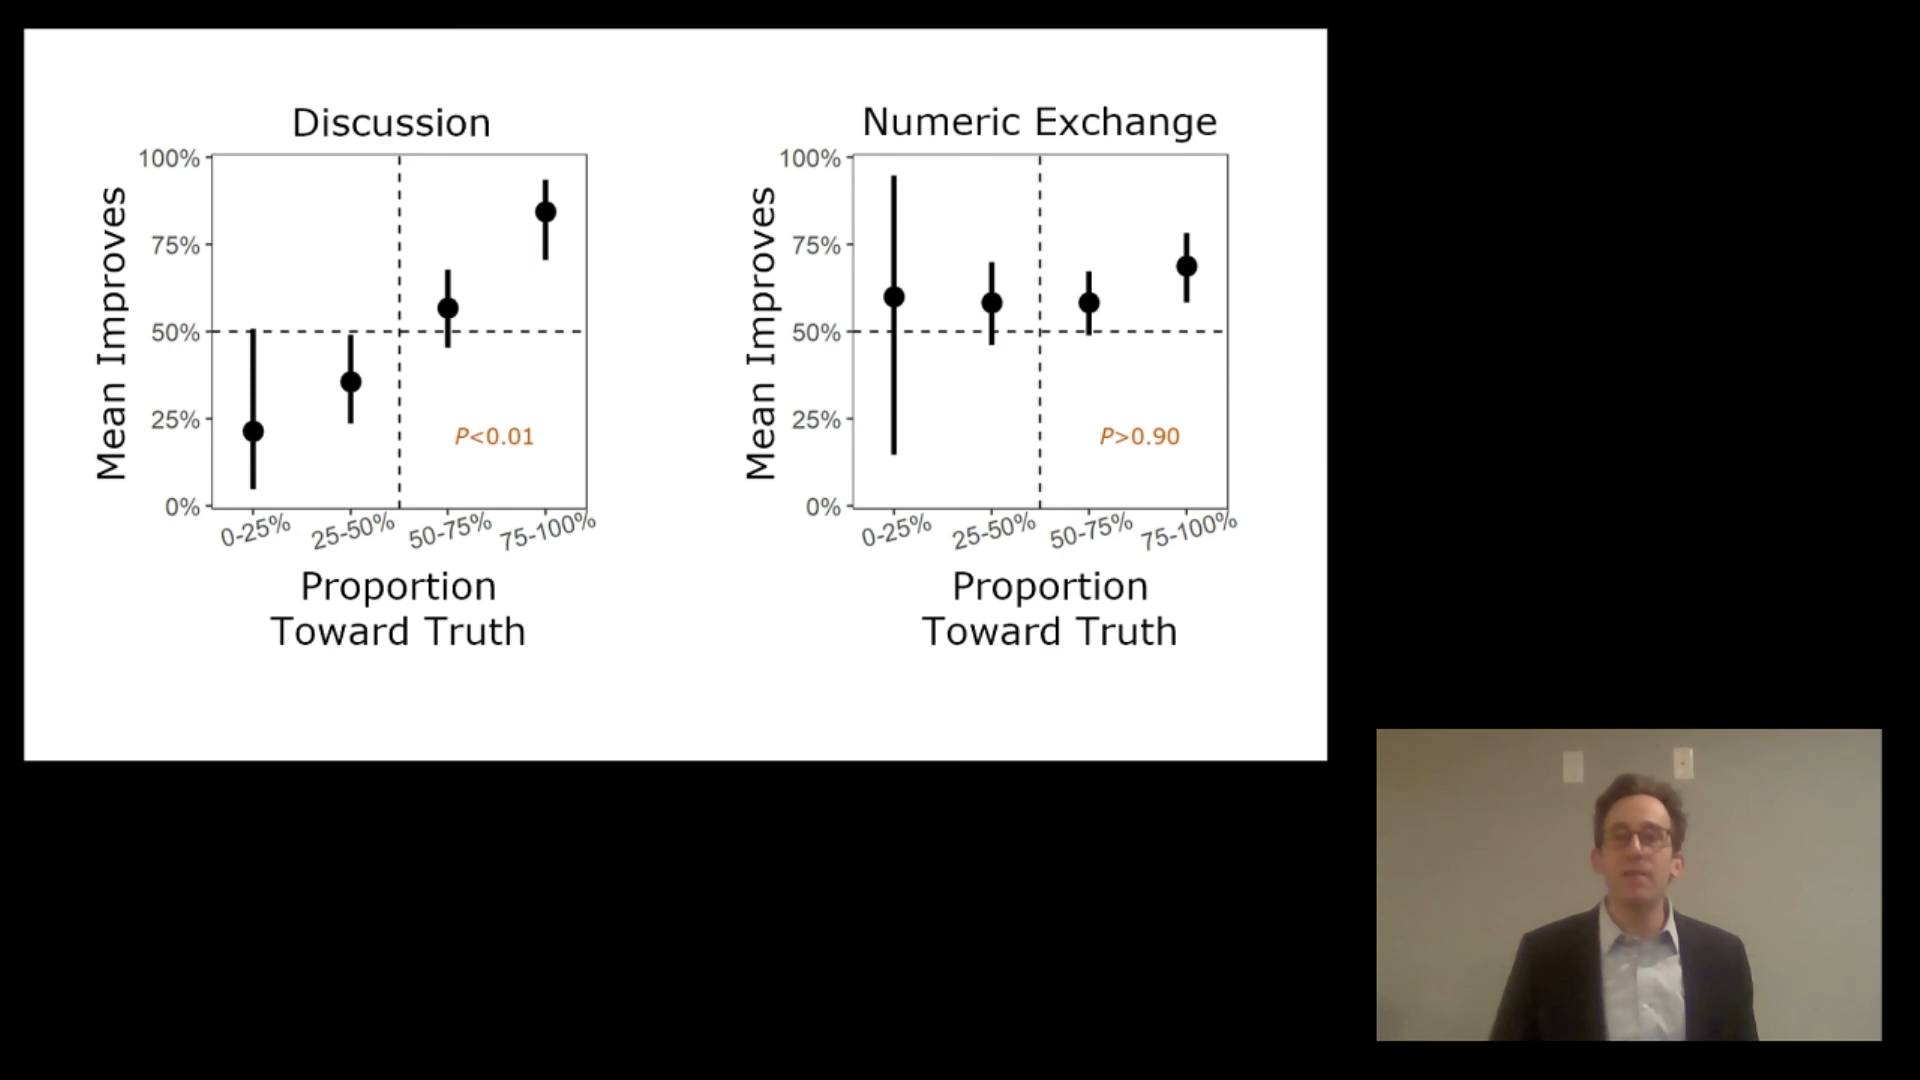 Discussion
100%
75%
50%
25%
0%
Mean Improves
P<0.01
0-25%
25-50%
50-75%
75-100%
Proportion
Toward Truth
Numeric Exchange
100%
75%
50%
25%
0%
Mean Improves
P>0.90
0-25%
25-50%
50-75%
75-100%
Proportion
Toward Truth